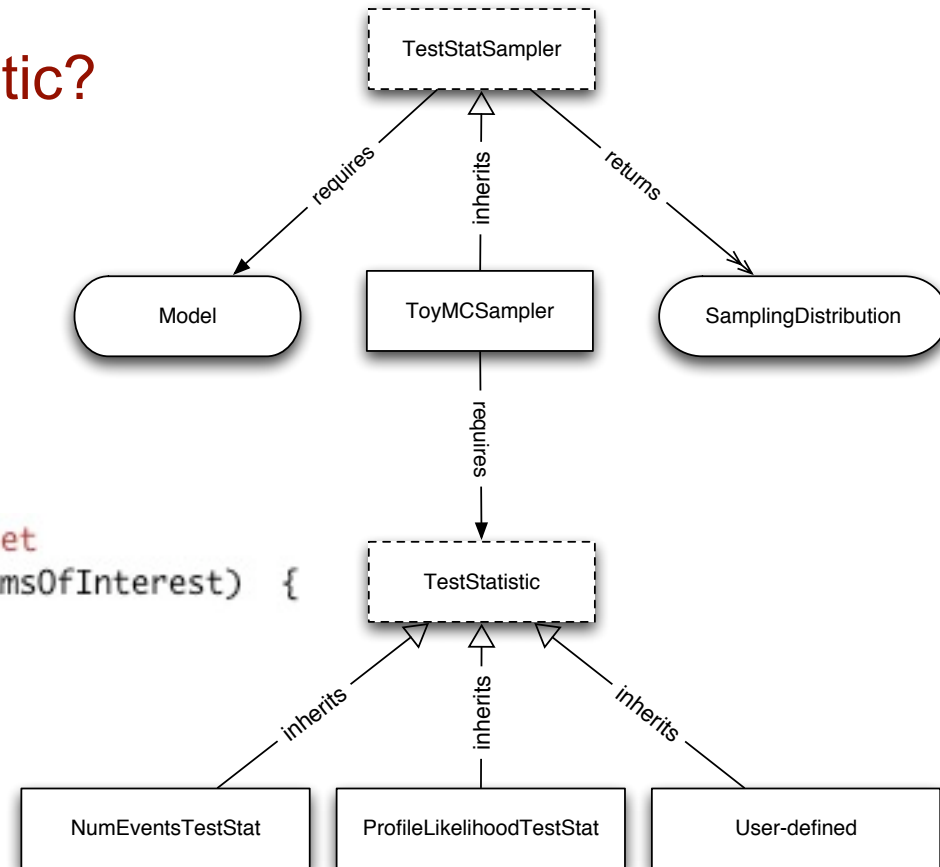 tic?
TestStatSampler
requires
inherits
returns
Model
ToyMCSampler
SamplingDistribution
requires
et
msOfInterest) {
TestStatistic
inherits
inherits
inherits
NumEventsTestStat
ProfileLikelihoodTestStat
User-defined